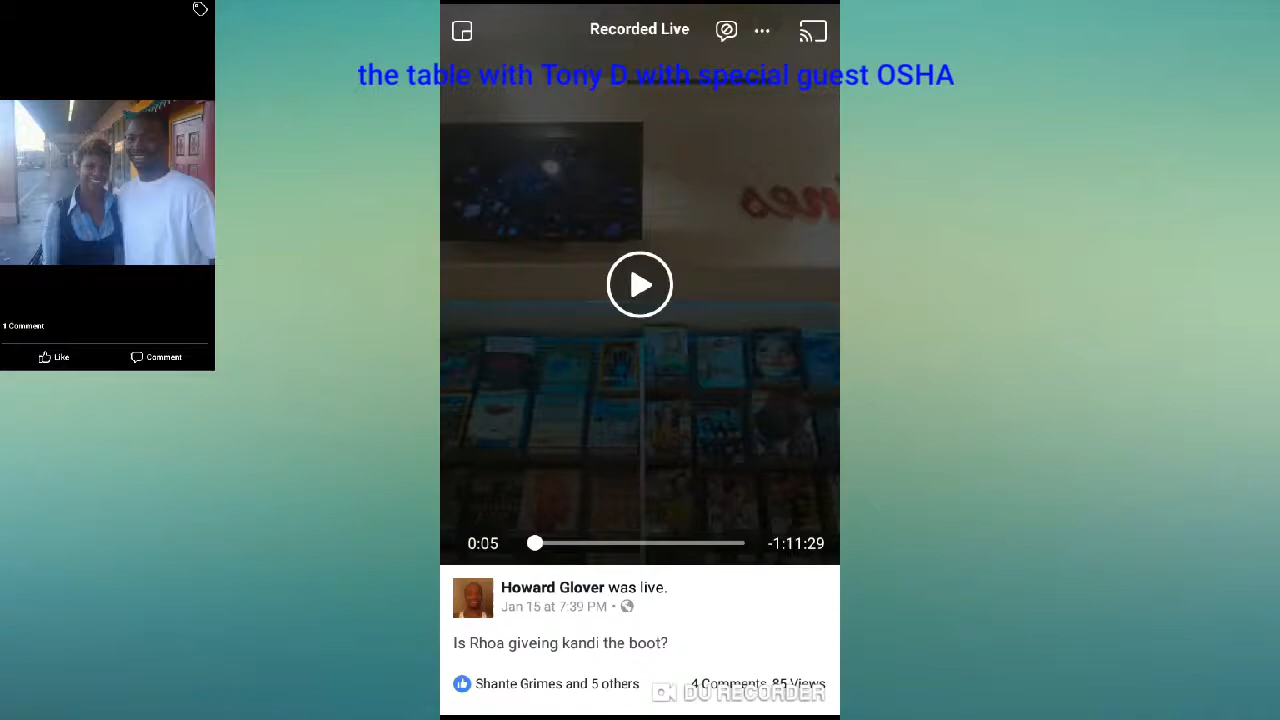 Recorded Live
the table with Tony D with special guest OSHA
1 Comment
Like Comment
0:05 -1:11:29
Howard Glover was live.
Jan 15 at 7:39 PM ·
Is Rhoa giveing kandi the boot?
Shante Grimes and 5 others 4 Comments 85 Views
DU RECORDER